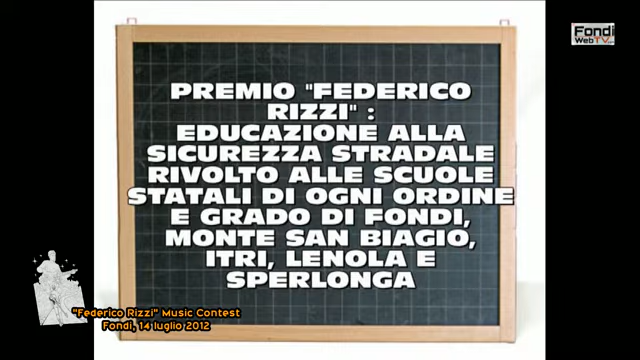 Fondi
WebTV
PREMIO "FEDERICO
RIZZI" :
EDUCAZIONE ALLA
SICUREZZA STRADALE
RIVOLTO ALLE SCUOLE
STATALI DI OGNI ORDINE
E GRADO DI FONDI,
MONTE SAN BIAGIO,
ITRI, LENOLA E
SPERLONGA
"Federico Rizzi" Music Contest
Fondi, 14 luglio 2012